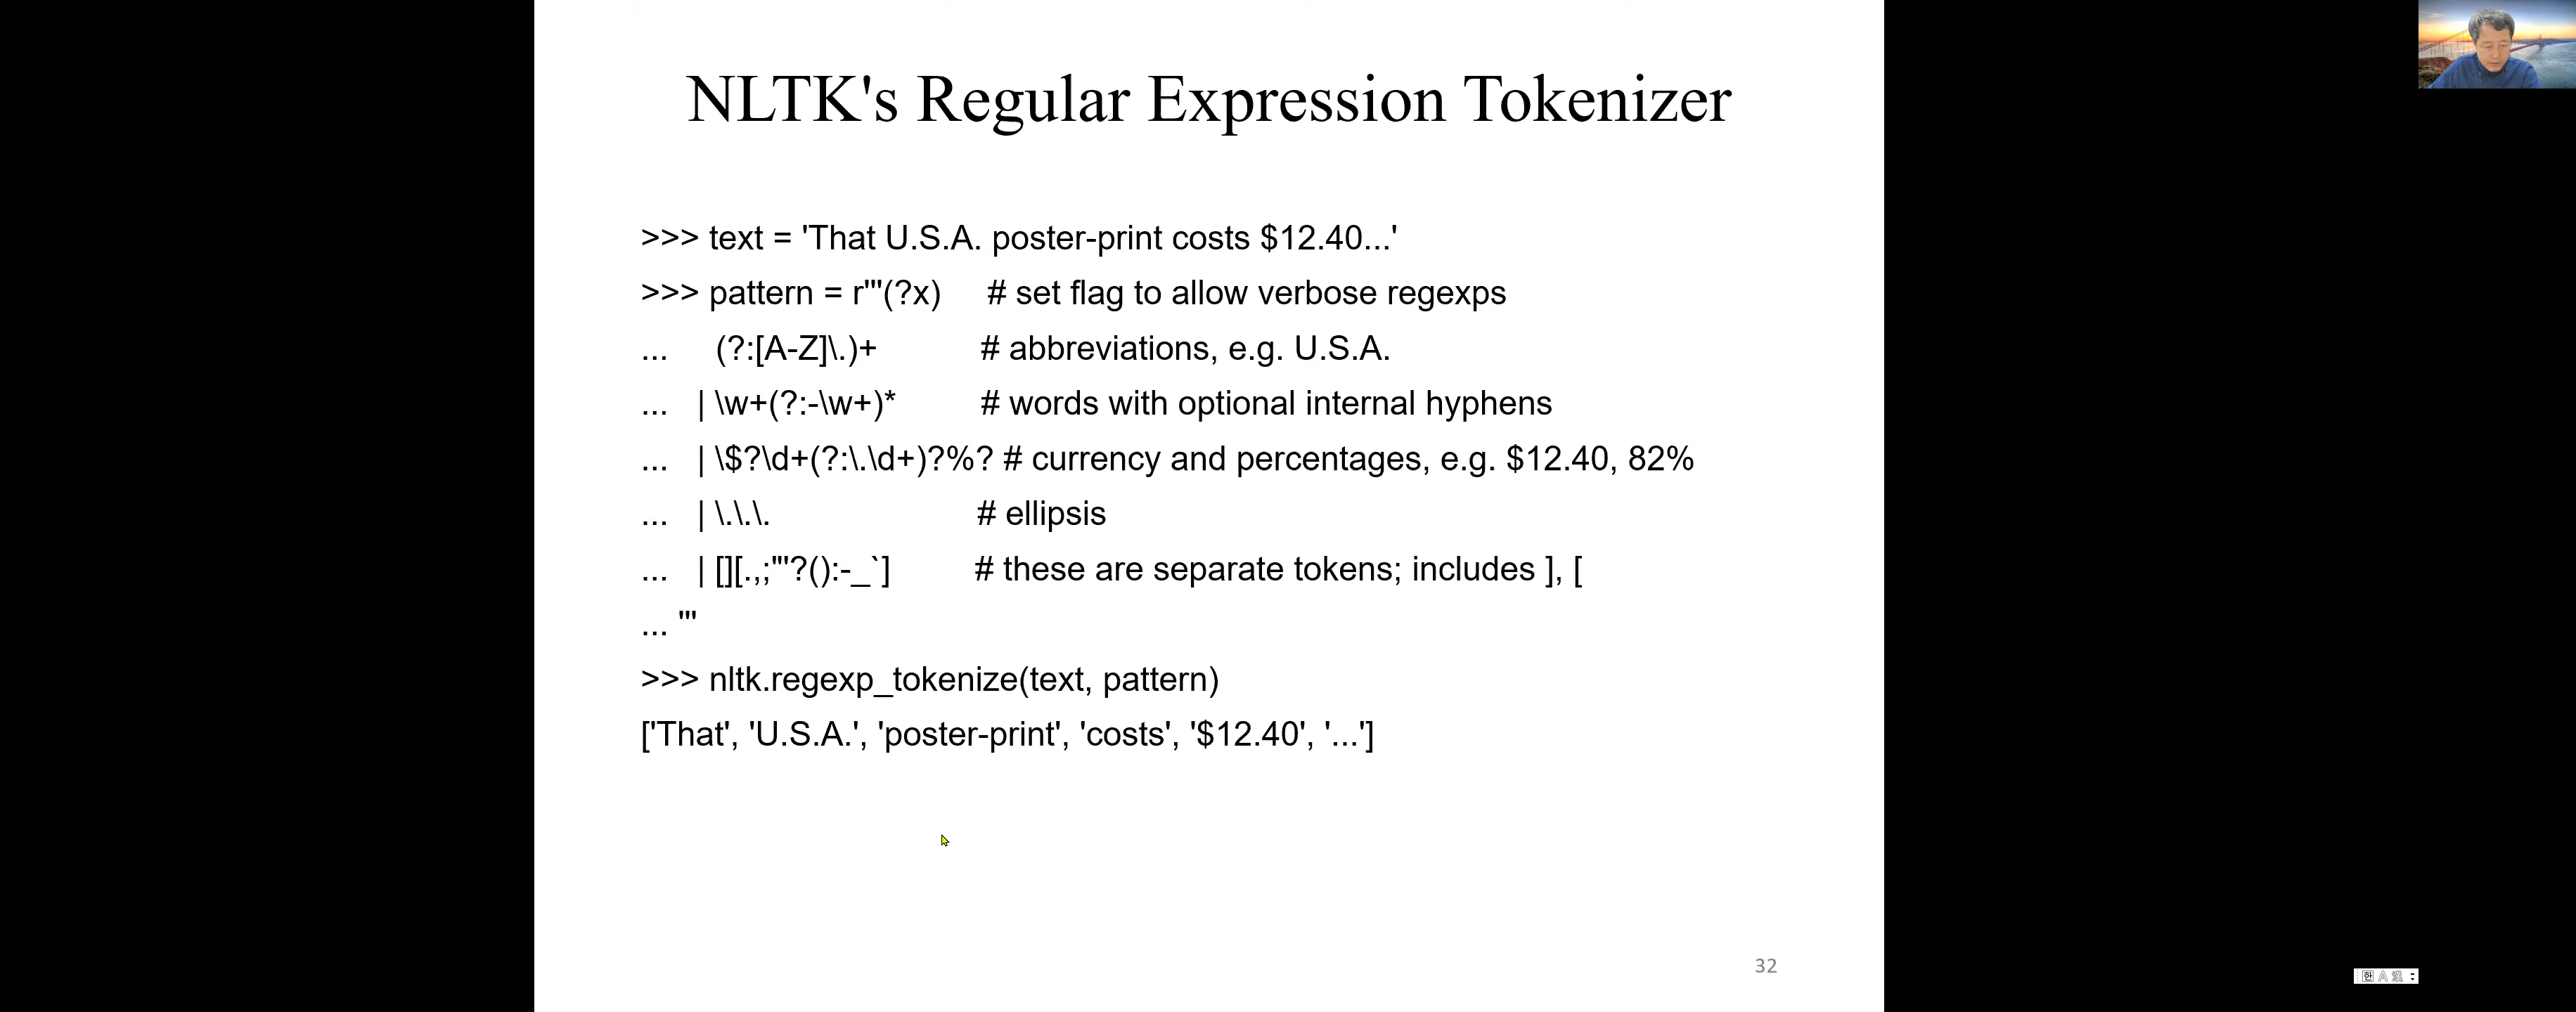 NLTK's Regular Expression Tokenizer
>>> text = 'That U.S.A. poster-print costs $12.40...'
>>> pattern = r'''(?x)     # set flag to allow verbose regexps
...     (?:[A-Z]\.)+           # abbreviations, e.g. U.S.A.
...   | \w+(?:-\w+)*         # words with optional internal hyphens
...   | \$?\d+(?:\.\d+)?%? # currency and percentages, e.g. $12.40, 82%
...   | \.\.\.                      # ellipsis
...   | [][.,;"'?():-_`]         # these are separate tokens; includes ], [
... '''
>>> nltk.regexp_tokenize(text, pattern)
['That', 'U.S.A.', 'poster-print', 'costs', '$12.40', '...']
32
한 A 漢